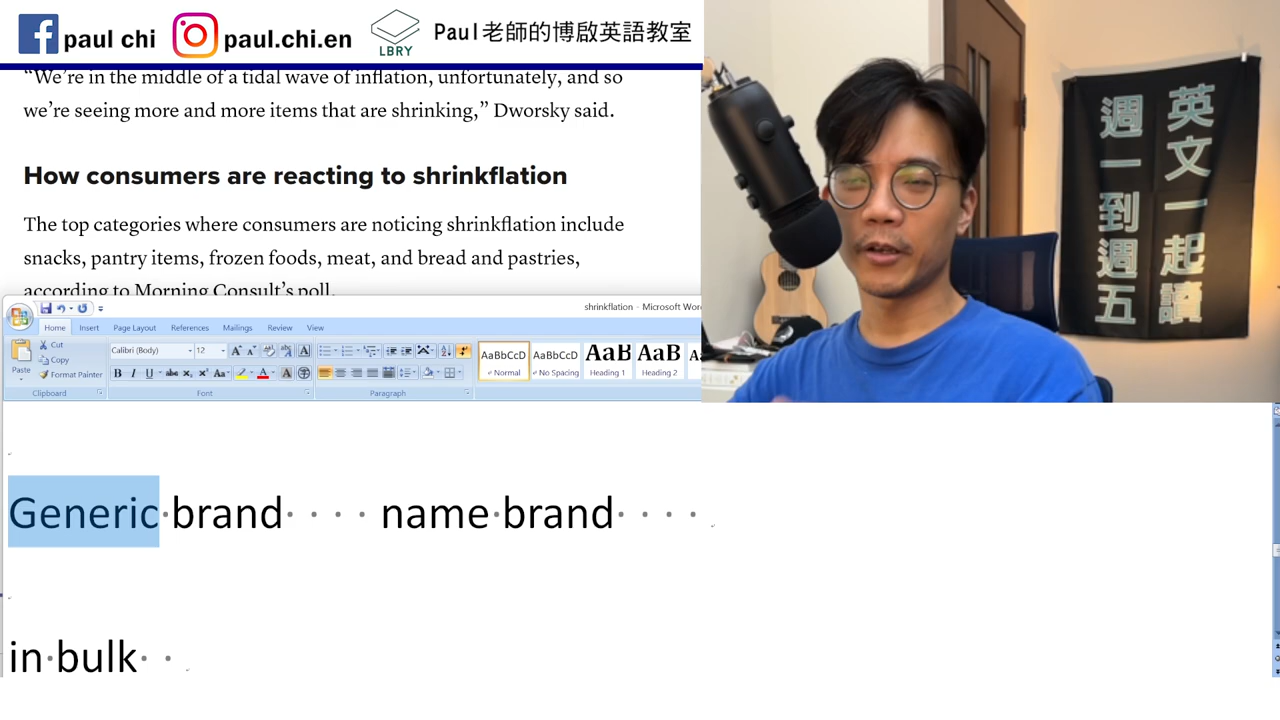 paul chi
paul.chi.en
LBRY
Paul老師的博啟英語教室
“We’re in the middle of a tidal wave of inflation, unfortunately, and so
we’re seeing more and more items that are shrinking,” Dworsky said.
How consumers are reacting to shrinkflation
The top categories where consumers are noticing shrinkflation include
snacks, pantry items, frozen foods, meat, and bread and pastries,
according to Morning Consult’s poll.
shrinkflation - Microsoft Wor
Home Insert Page Layout References Mailings Review View
Paste
Cut
Copy
Format Painter
Clipboard
Calibri (Body) 12
Font
Paragraph
AaBbCcD AaBbCcD AaB AaB
Normal No Spacing Heading 1 Heading 2
Generic brand name brand
in bulk
英文一起讀
週一到週五